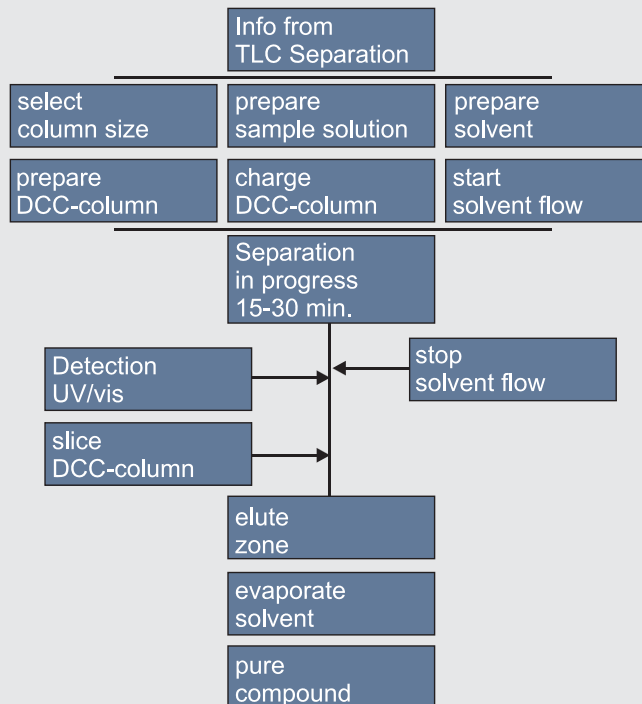 Info from
TLC Separation
select
column size
prepare
sample solution
prepare
solvent
prepare
DCC-column
charge
DCC-column
start
solvent flow
Separation
in progress
15-30 min.
Detection
UV/vis
stop
solvent flow
slice
DCC-column
elute
zone
evaporate
solvent
pure
compound